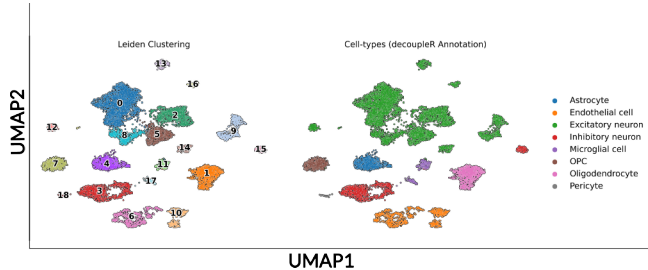 Leiden Clustering
Cell-types (decoupleR Annotation)
13
16
0
2
12
8
5
9
14
15
7
4
11
1
17
3
18
6
10
Astrocyte
Endothelial cell
Excitatory neuron
Inhibitory neuron
Microglial cell
OPC
Oligodendrocyte
Pericyte
UMAP2
UMAP1